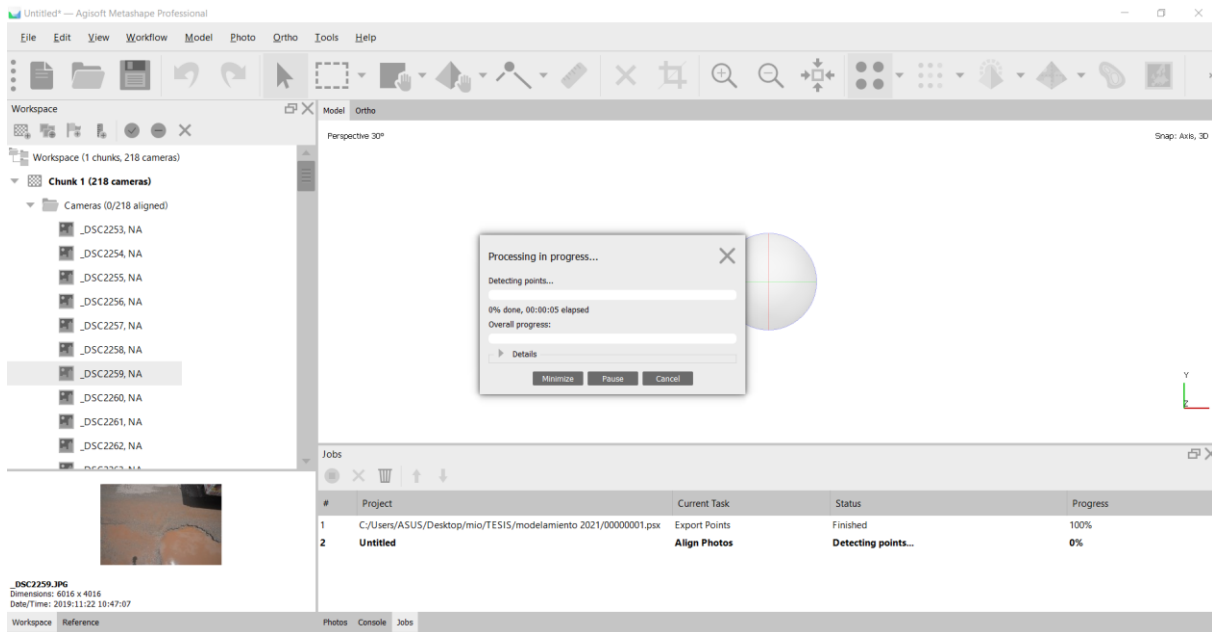 Untitled* — Agisoft Metashape Professional
File Edit View Workflow Model Photo Ortho Tools Help
Workspace
Model Ortho
Perspective 30°
Snap: Axis, 3D
Workspace (1 chunks, 218 cameras)
Chunk 1 (218 cameras)
Cameras (0/218 aligned)
_DSC2253, NA
_DSC2254, NA
_DSC2255, NA
_DSC2256, NA
_DSC2257, NA
_DSC2258, NA
_DSC2259, NA
_DSC2260, NA
_DSC2261, NA
_DSC2262, NA
Processing in progress...
Detecting points...
0% done, 00:00:05 elapsed
Overall progress:
Details
Minimize Pause Cancel
Y
Z
Jobs
# Project Current Task Status Progress
1 C:/Users/ASUS/Desktop/mio/TESIS/modelamiento 2021/00000001.psx Export Points Finished 100%
2 Untitled Align Photos Detecting points... 0%
_DSC2259.JPG
Dimensions: 6016 x 4016
Date/Time: 2019:11:22 10:47:07
Workspace Reference
Photos Console Jobs